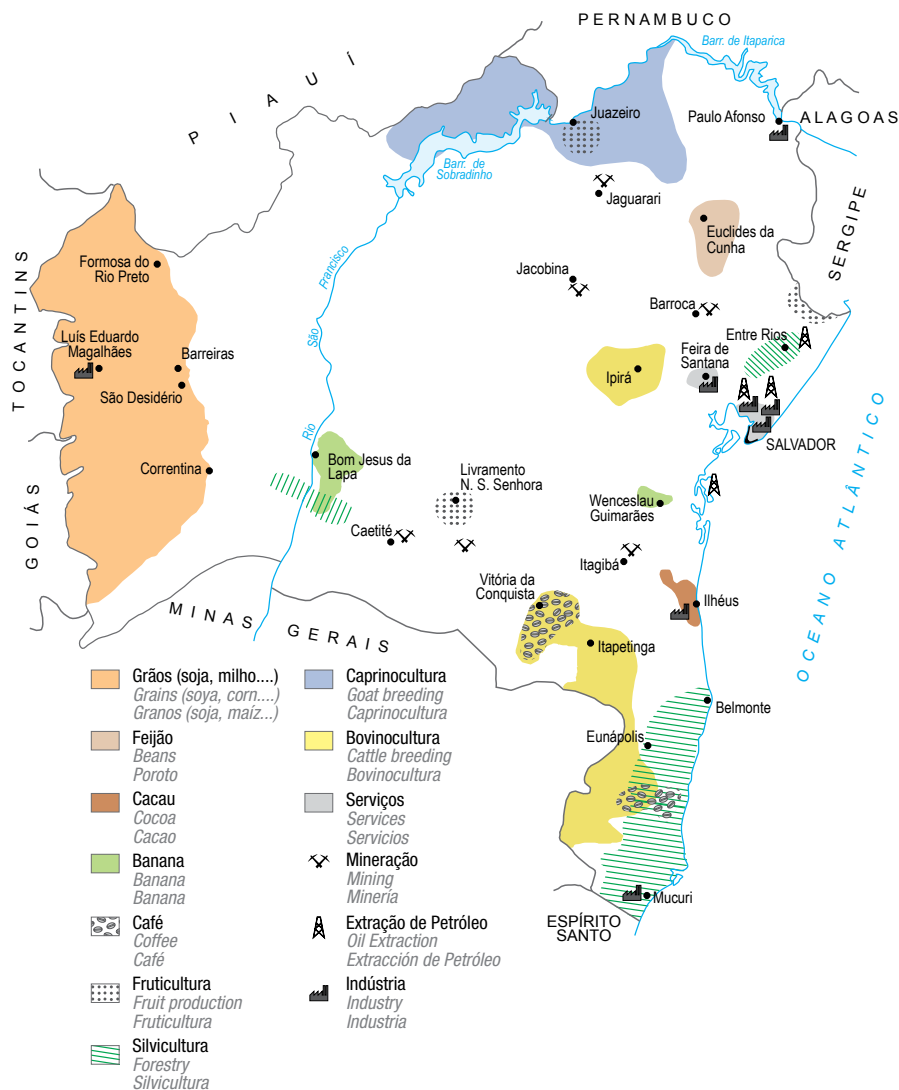 PERNAMBUCO
Barr. de Itaparica
PIAUÍ
Juazeiro
Paulo Afonso
ALAGOAS
Barr. de
Sobradinho
Jaguarari
SERGIPE
Euclides da
Cunha
Formosa do
Rio Preto
Francisco
Jacobina
TOCANTINS
Barroca
São
Luís Eduardo
Magalhães
Barreiras
Entre Rios
Feira de
Santana
Ipirá
São Desidério
Rio
SALVADOR
OCEANO ATLÂNTICO
Bom Jesus da
Lapa
Correntina
Livramento
N. S. Senhora
Wenceslau
Guimarães
GOIÁS
Caetité
Itagibá
Vitória da
Conquista
Ilhéus
MINAS GERAIS
Itapetinga
Belmonte
Eunápolis
Mucuri
ESPÍRITO
SANTO
Grãos (soja, milho....)
Grains (soya, corn....)
Granos (soja, maíz...)
Feijão
Beans
Poroto
Cacau
Cocoa
Cacao
Banana
Banana
Banana
Café
Coffee
Café
Fruticultura
Fruit production
Fruticultura
Silvicultura
Forestry
Silvicultura
Caprinocultura
Goat breeding
Caprinocultura
Bovinocultura
Cattle breeding
Bovinocultura
Serviços
Services
Servicios
Mineração
Mining
Minería
Extração de Petróleo
Oil Extraction
Extracción de Petróleo
Indústria
Industry
Industria